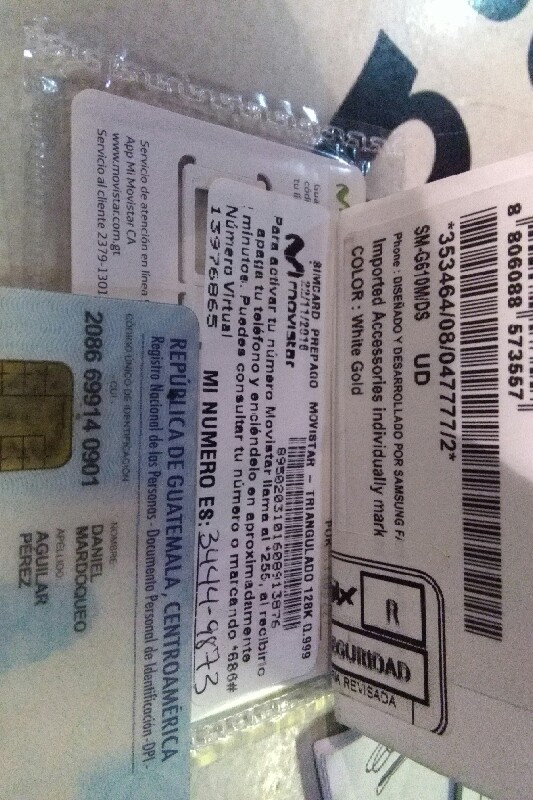 8 806088 573557
*353464/08/047777/2*
SM-G610M/DS UD
Phone : DISEÑADO Y DESARROLLADO POR SAMSUNG
Imported Accessories individually mark
COLOR : White Gold
R
SEGURIDAD
REVISADA
SIMCARD PREPAGO MOVISTAR - TRIANGULADO 128K 0.999
22/11/2016
8950203101608913876
movistar
Para activar tu número Movistar llama al *255, al recibirlo
apaga tu teléfono y enciéndelo en aproximadamente
minutos. Puedes consultar tu número o marcando *686#
Número Virtual
13976865 MI NUMERO ES: 3444-9873
Servicio de atención en línea
App Mi Movistar CA
www.movistar.com.gt
Servicio al cliente 2379-1301
REPÚBLICA DE GUATEMALA, CENTROAMÉRICA
Registro Nacional de las Personas - Documento Personal de Identificación -DPI-
CÓDIGO ÚNICO DE IDENTIFICACIÓN
- CUI -
2086 69914 0901
NOMBRE
DANIEL
MARDOQUEO
APELLIDO
AGUILAR
PÉREZ